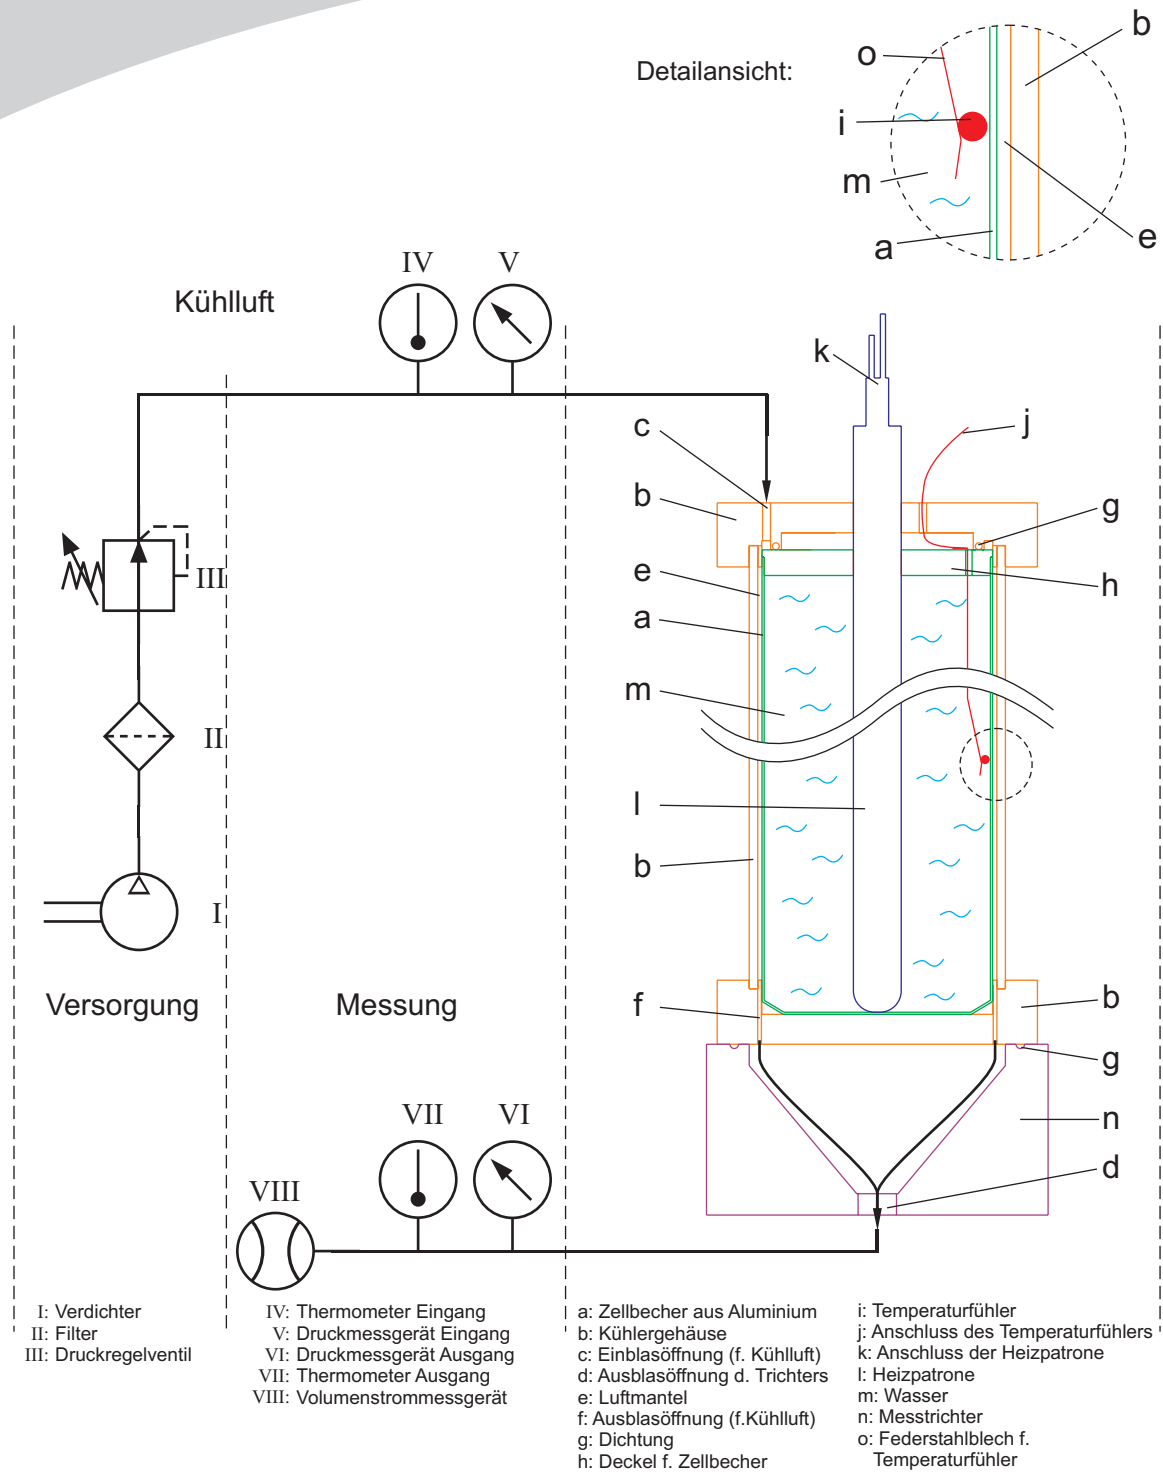 Detailansicht:
b
o
i
m
a
e
Kühlluft
IV
V
k
c
j
b
g
III
e
h
a
m
II
l
b
I
Versorgung
Messung
f
b
g
VII
VI
n
VIII
d
I: Verdichter
II: Filter
III: Druckregelventil
IV: Thermometer Eingang
V: Druckmessgerät Eingang
VI: Druckmessgerät Ausgang
VII: Thermometer Ausgang
VIII: Volumenstrommessgerät
a: Zellbecher aus Aluminium
b: Kühlergehäuse
c: Einblasöffnung (f. Kühlluft)
d: Ausblasöffnung d. Trichters
e: Luftmantel
f: Ausblasöffnung (f.Kühlluft)
g: Dichtung
h: Deckel f. Zellbecher
i: Temperaturfühler
j: Anschluss des Temperaturfühlers
k: Anschluss der Heizpatrone
l: Heizpatrone
m: Wasser
n: Messtrichter
o: Federstahlblech f.
Temperaturfühler